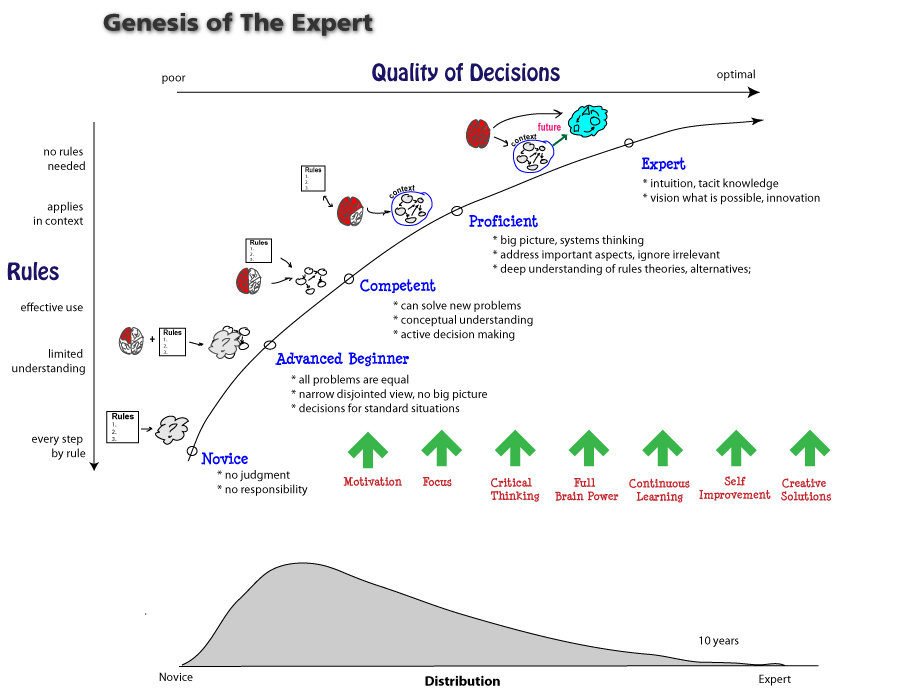 Genesis of The Expert
Quality of Decisions
poor
optimal
no rules
needed
applies
in context
Rules
effective use
limited
understanding
every step
by rule
future
context
Expert
* intuition, tacit knowledge
* vision what is possible, innovation
Rules
1.
2.
3.
context
Proficient
* big picture, systems thinking
* address important aspects, ignore irrelevant
* deep understanding of rules theories, alternatives;
Rules
1.
2.
3.
Competent
* can solve new problems
* conceptual understanding
* active decision making
+
Rules
1.
2.
3.
Advanced Beginner
* all problems are equal
* narrow disjointed view, no big picture
* decisions for standard situations
Rules
1.
2.
3.
Novice
* no judgment
* no responsibility
Motivation
Focus
Critical
Thinking
Full
Brain Power
Continuous
Learning
Self
Improvement
Creative
Solutions
10 years
Novice
Distribution
Expert